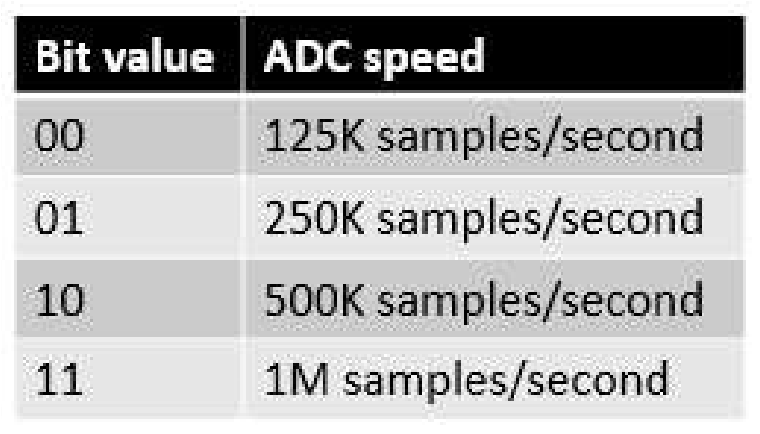 Bit value ADC speed
00 125K samples/second
01 250K samples/second
10 500K samples/second
11 1M samples/second